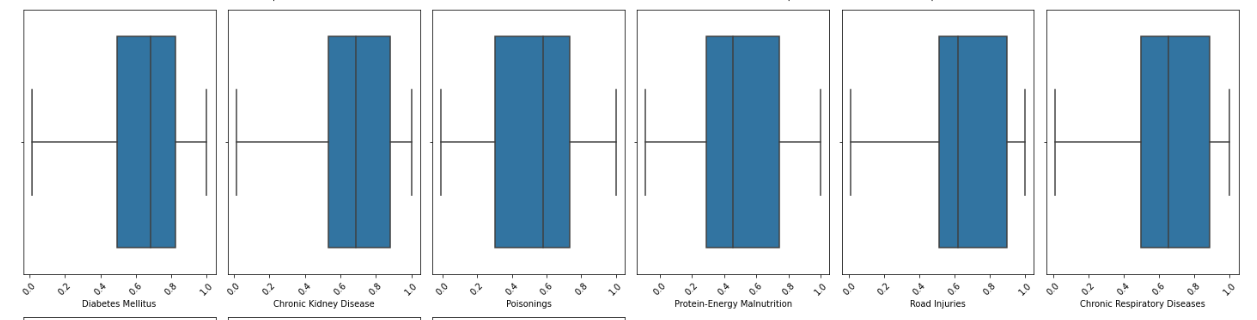 0.0 0.2 0.4 0.6 0.8 1.0 0.0 0.2 0.4 0.6 0.8 1.0 0.0 0.2 0.4 0.6 0.8 1.0 0.0 0.2 0.4 0.6 0.8 1.0 0.0 0.2 0.4 0.6 0.8 1.0 0.0 0.2 0.4 0.6 0.8 1.0
Diabetes Mellitus Chronic Kidney Disease Poisonings Protein-Energy Malnutrition Road Injuries Chronic Respiratory Diseases